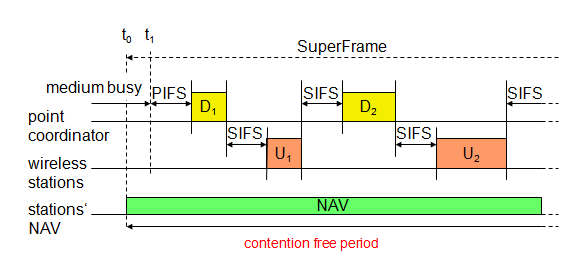 t0 t1
SuperFrame
medium busy PIFS D1 SIFS D2 SIFS
point
coordinator
SIFS U1 SIFS U2
wireless
stations
stations‘
NAV
NAV
contention free period